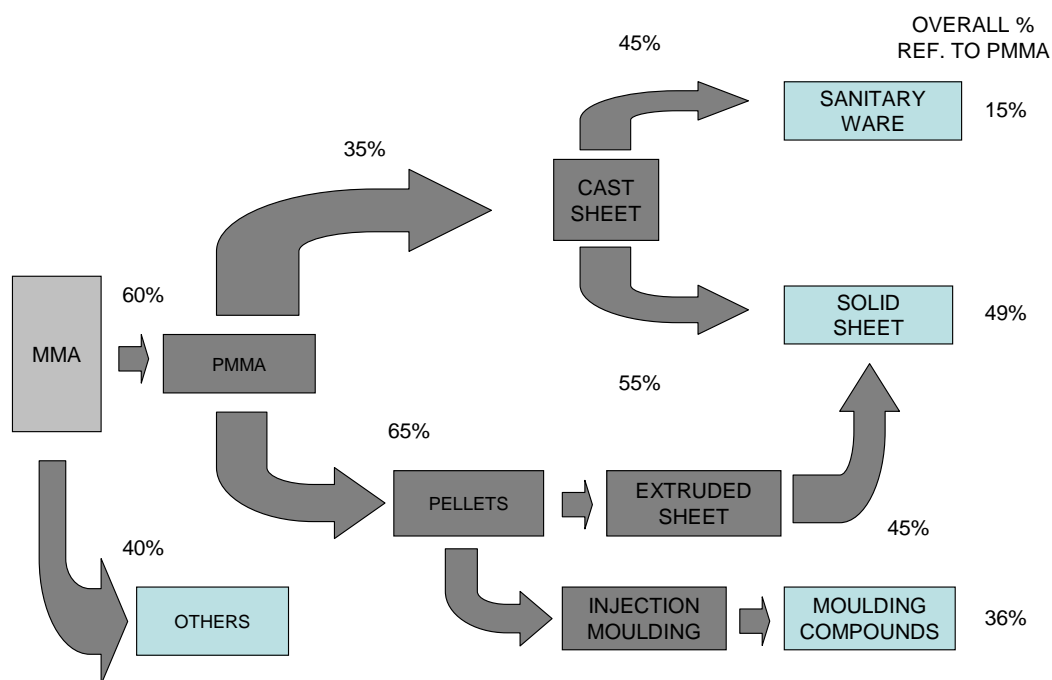 OVERALL %
REF. TO PMMA
45%
SANITARY
WARE
15%
35%
CAST
SHEET
60%
SOLID
SHEET
49%
MMA
PMMA
55%
65%
PELLETS
EXTRUDED
SHEET
45%
40%
OTHERS
INJECTION
MOULDING
MOULDING
COMPOUNDS
36%